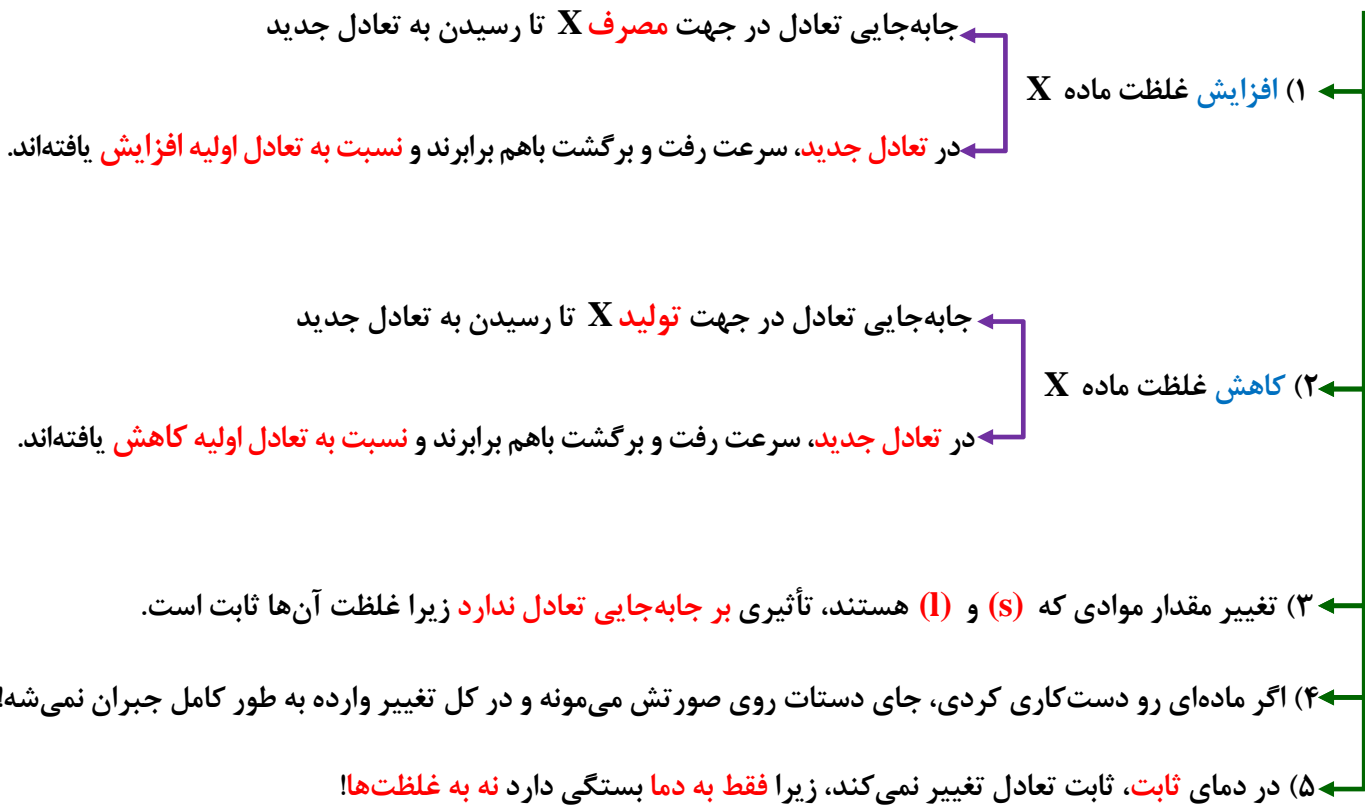 جابه‌جایی تعادل در جهت مصرف X تا رسیدن به تعادل جدید
۱) افزایش غلظت ماده X
در تعادل جدید، سرعت رفت و برگشت باهم برابرند و نسبت به تعادل اولیه افزایش یافته‌اند.
جابه‌جایی تعادل در جهت تولید X تا رسیدن به تعادل جدید
۲) کاهش غلظت ماده X
در تعادل جدید، سرعت رفت و برگشت باهم برابرند و نسبت به تعادل اولیه کاهش یافته‌اند.
۳) تغییر مقدار موادی که (s) و (l) هستند، تأثیری بر جابه‌جایی تعادل ندارد زیرا غلظت آن‌ها ثابت است.
۴) اگر ماده‌ای رو دست‌کاری کردی، جای دستات روی صورتش می‌مونه و در کل تغییر وارده به طور کامل جبران نمی‌شه!
۵) در دمای ثابت، ثابت تعادل تغییر نمی‌کند، زیرا فقط به دما بستگی دارد نه به غلظت‌ها!